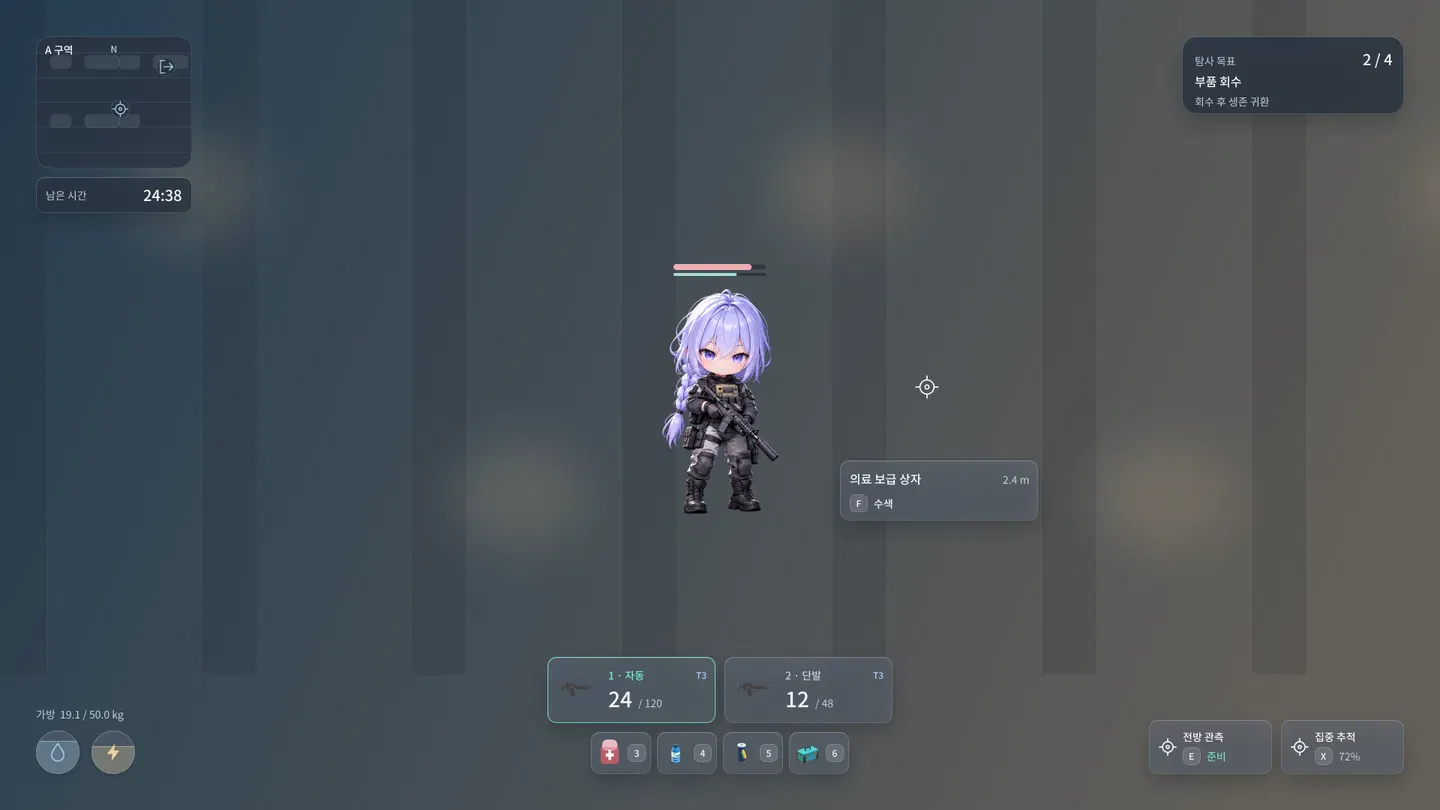 A 구역
N
남은 시간 24:38
탐사 목표 2 / 4
부품 회수
회수 후 생존 귀환
의료 보급 상자 2.4 m
F 수색
1 · 자동 T3
24 / 120
2 · 단발 T3
12 / 48
3 4 5 6
가방 19.1 / 50.0 kg
전방 관측
E 준비
집중 추적
X 72%